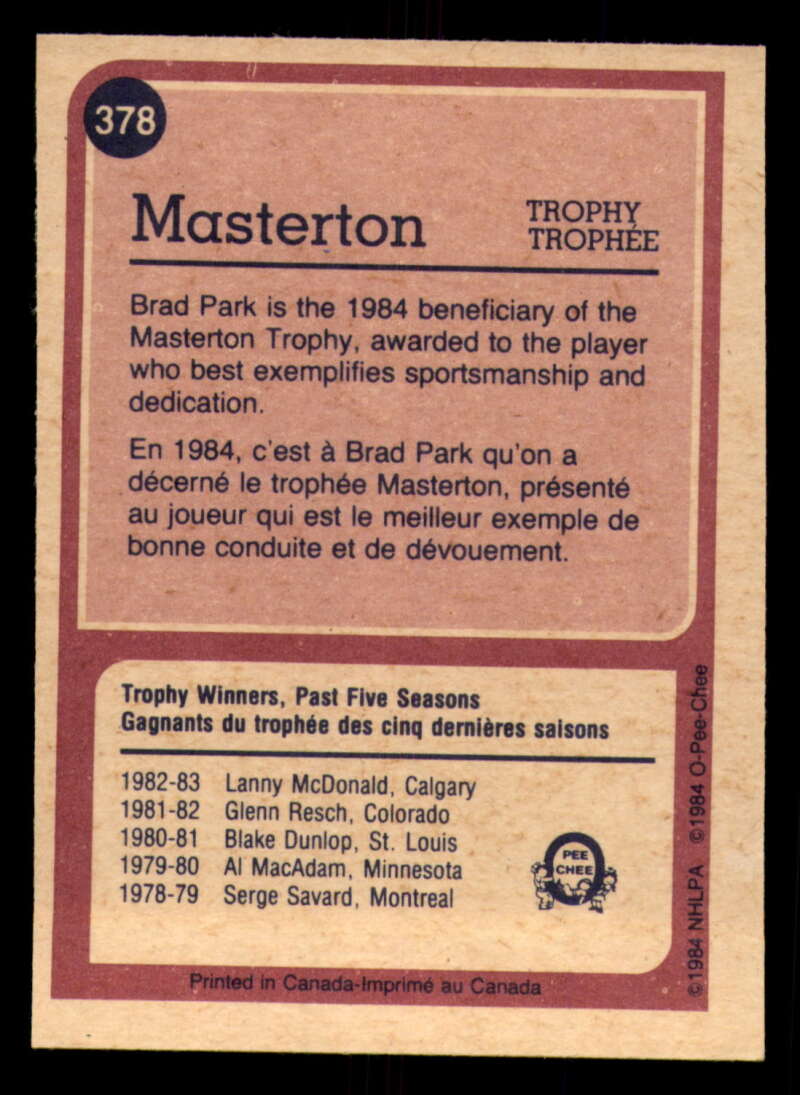 378
Masterton
TROPHY
TROPHÉE
Brad Park is the 1984 beneficiary of the
Masterton Trophy, awarded to the player
who best exemplifies sportsmanship and
dedication.
En 1984, c'est à Brad Park qu'on a
décerné le trophée Masterton, présenté
au joueur qui est le meilleur exemple de
bonne conduite et de dévouement.
Trophy Winners, Past Five Seasons
Gagnants du trophée des cinq dernières saisons
1982-83 Lanny McDonald, Calgary
1981-82 Glenn Resch, Colorado
1980-81 Blake Dunlop, St. Louis
1979-80 Al MacAdam, Minnesota
1978-79 Serge Savard, Montreal
PEE
CHEE
Printed in Canada-Imprimé au Canada
©1984 NHLPA ©1984 O-Pee-Chee